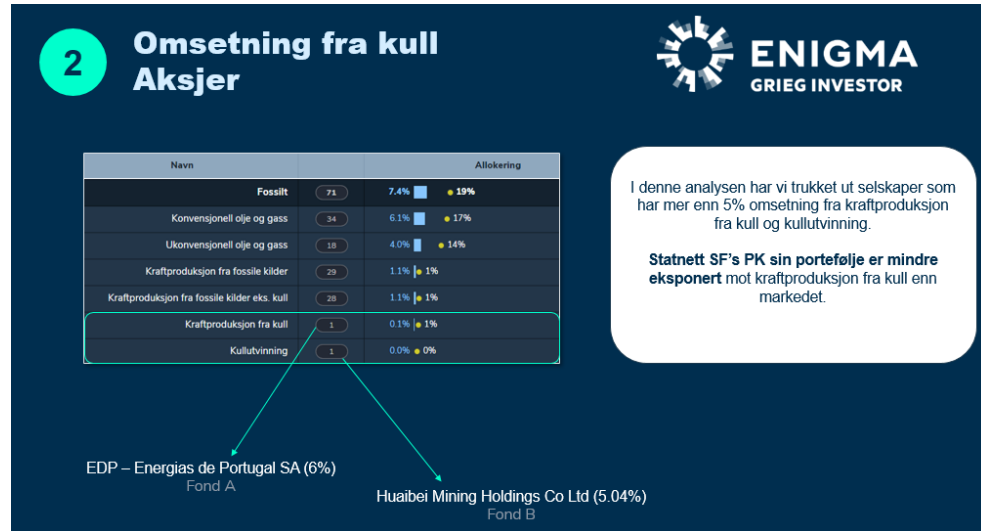 2
Omsetning fra kull
Aksjer
ENIGMA
GRIEG INVESTOR
Navn Allokering
Fossilt 71 7.4% 19%
Konvensjonell olje og gass 34 6.1% 17%
Ukonvensjonell olje og gass 18 4.0% 14%
Kraftproduksjon fra fossile kilder 29 1.1% 1%
Kraftproduksjon fra fossile kilder eks. kull 28 1.1% 1%
Kraftproduksjon fra kull 1 0.1% 1%
Kullutvinning 1 0.0% 0%
I denne analysen har vi trukket ut selskaper som
har mer enn 5% omsetning fra kraftproduksjon
fra kull og kullutvinning.
Statnett SF's PK sin portefølje er mindre
eksponert mot kraftproduksjon fra kull enn
markedet.
EDP – Energias de Portugal SA (6%)
Fond A
Huaibei Mining Holdings Co Ltd (5.04%)
Fond B